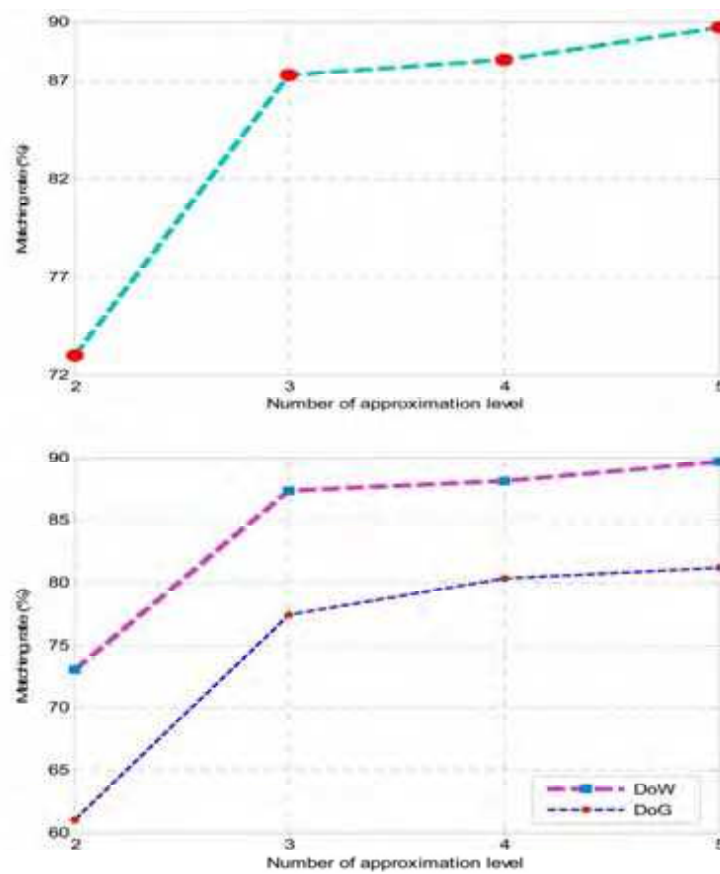 90
87
82
77
72
Matching rate (%)
2 3 4 5
Number of approximation level
90
85
80
75
70
65
60
Matching rate (%)
DoW
DoG
2 3 4 5
Number of approximation level